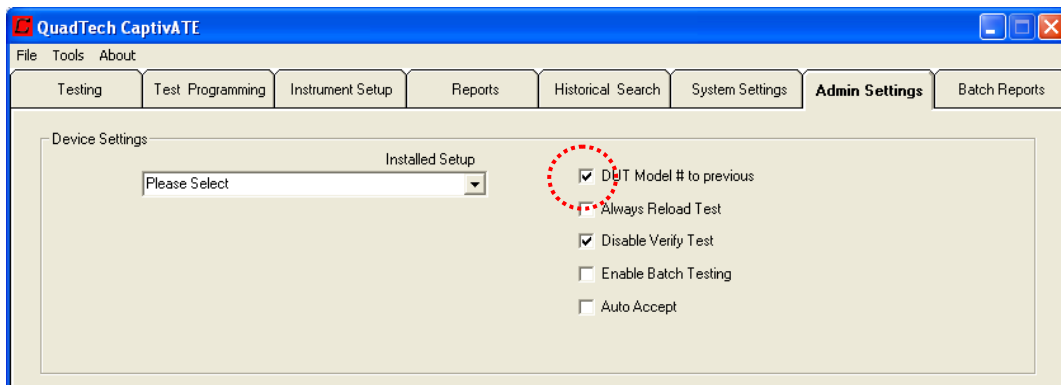 QuadTech CaptivATE
File Tools About
Testing Test Programming Instrument Setup Reports Historical Search System Settings Admin Settings Batch Reports
Device Settings
Installed Setup
Please Select
DUT Model # to previous
Always Reload Test
Disable Verify Test
Enable Batch Testing
Auto Accept